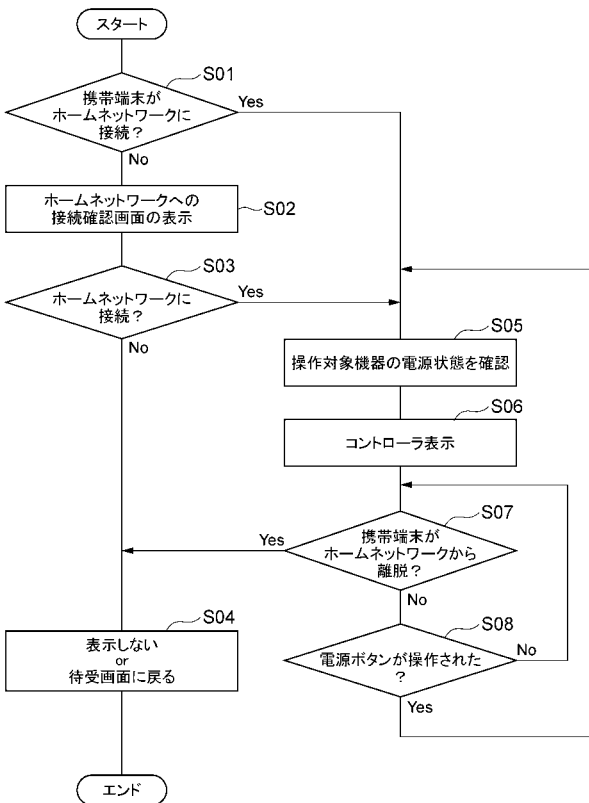 スタート
S01
携帯端末が
ホームネットワークに
接続？
Yes
No
ホームネットワークへの
接続確認画面の表示
S02
S03
ホームネットワークに
接続？
Yes
No
S05
操作対象機器の電源状態を確認
S06
コントローラ表示
S07
携帯端末が
ホームネットワークから
離脱？
Yes
No
S04
表示しない
or
待受画面に戻る
S08
電源ボタンが操作された
？
No
Yes
エンド